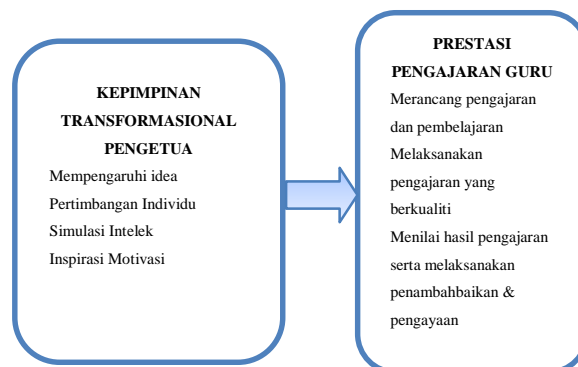 KEPIMPINAN
TRANSFORMASIONAL
PENGETUA
Mempengaruhi idea
Pertimbangan Individu
Simulasi Intelek
Inspirasi Motivasi
PRESTASI
PENGAJARAN GURU
Merancang pengajaran
dan pembelajaran
Melaksanakan
pengajaran yang
berkualiti
Menilai hasil pengajaran
serta melaksanakan
penambahbaikan &
pengayaan